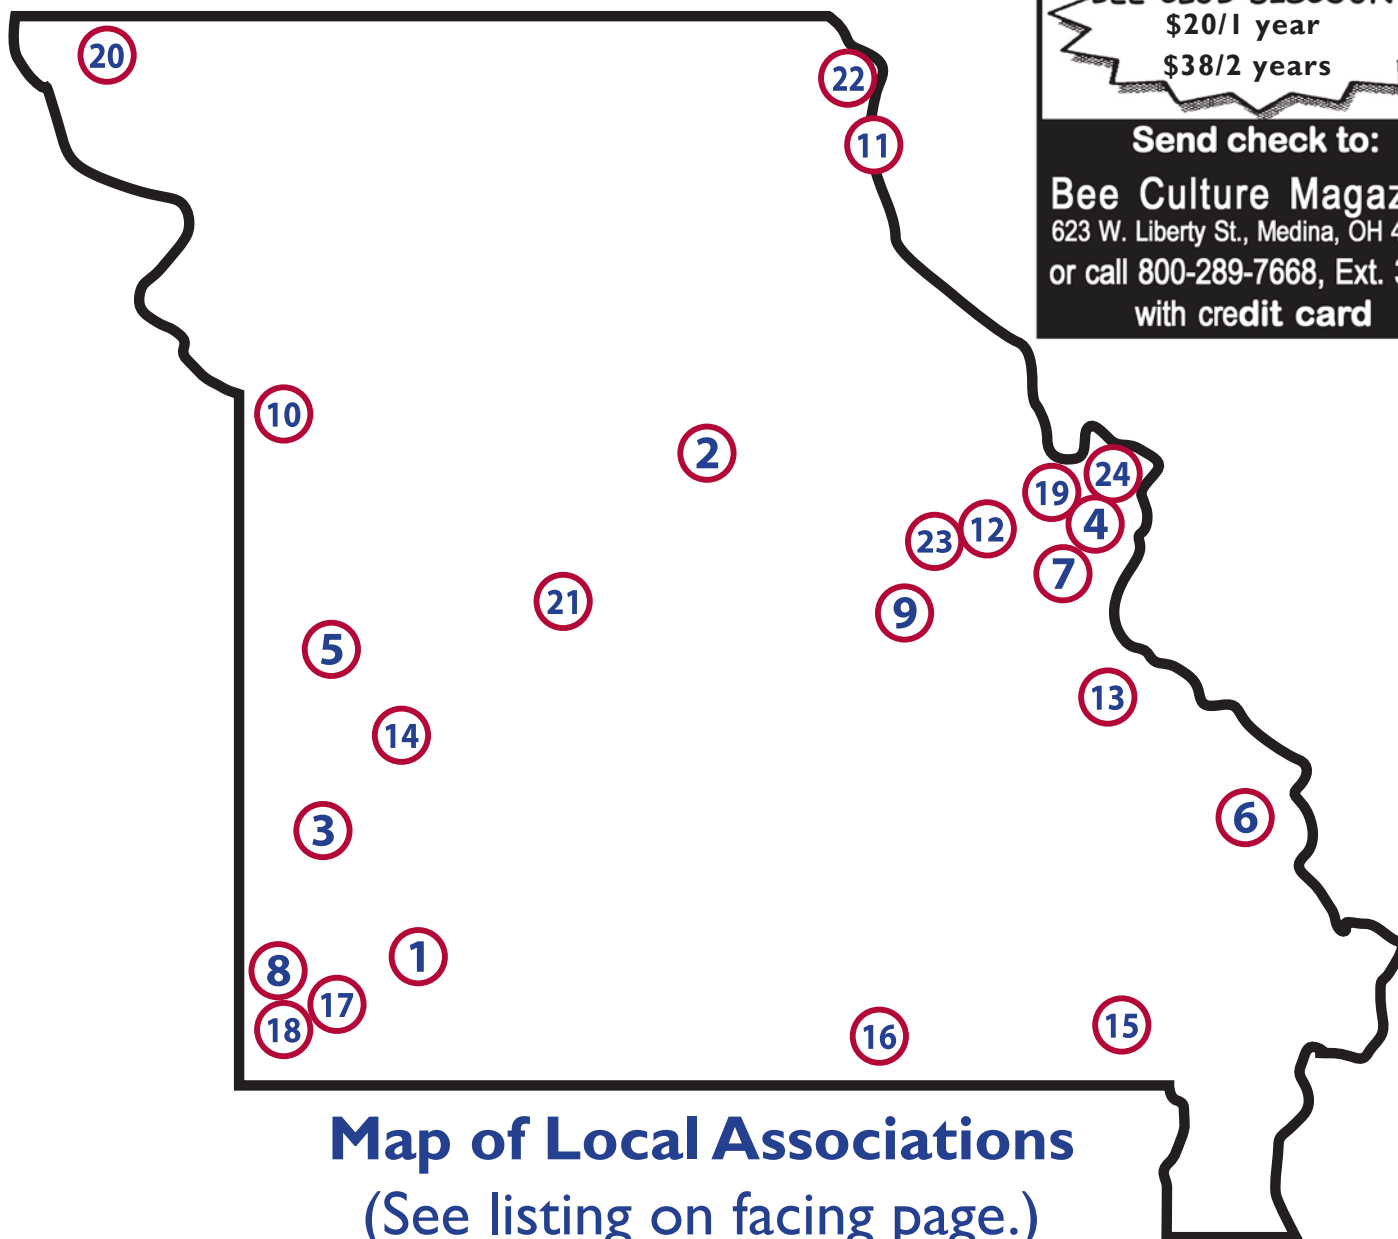 $20/1 year
$38/2 years
Send check to:
Bee Culture
623 W. Liberty St., Medina, OH
or call 800-289-7668, Ext.
with credit card
20
22
11
10
2
24
19
4
12
23
7
21
9
5
13
14
6
3
1
8
17
15
18
16
Map of Local Associations
(See listing on facing page.)